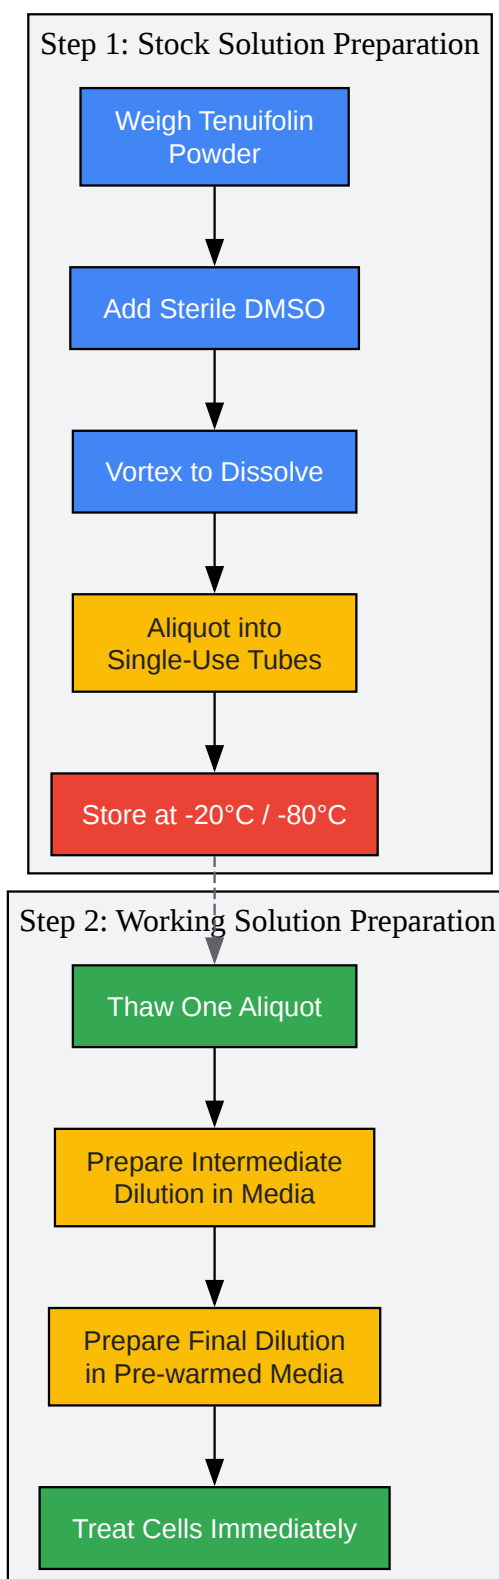 Step 1: Stock Solution Preparation
Weigh Tenuifolin
Powder
Add Sterile DMSO
Vortex to Dissolve
Aliquot into
Single-Use Tubes
Store at -20°C / -80°C
Step 2: Working Solution Preparation
Thaw One Aliquot
Prepare Intermediate
Dilution in Media
Prepare Final Dilution
in Pre-warmed Media
Treat Cells Immediately